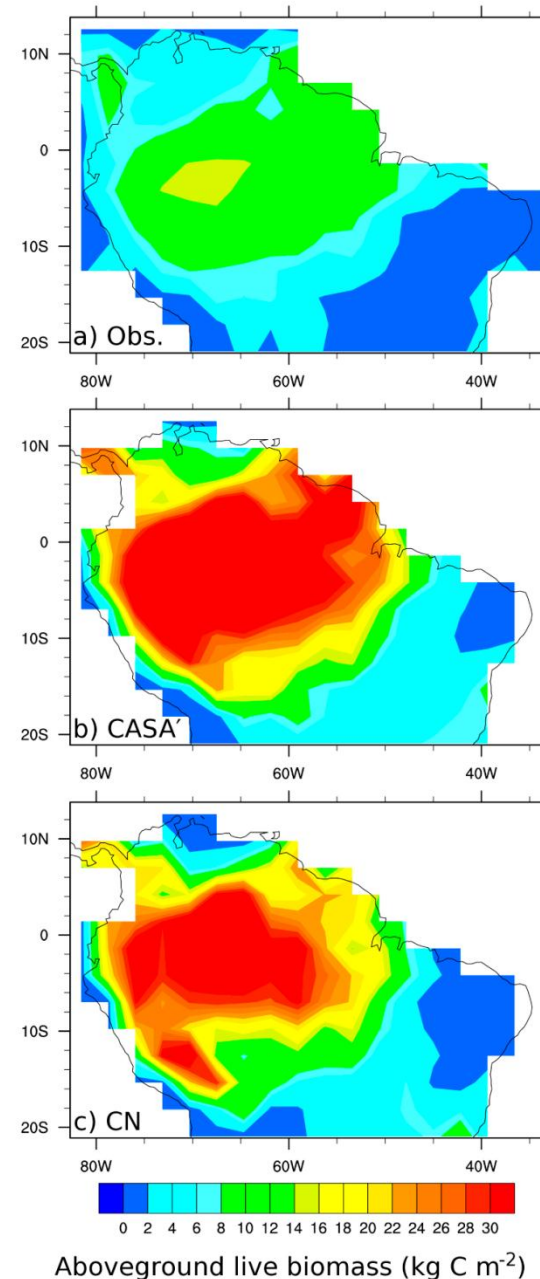 10N
0
10S
20S
a) Obs.
80W 60W 40W
10N
0
10S
20S
b) CASA′
80W 60W 40W
10N
0
10S
20S
c) CN
80W 60W 40W
0 2 4 6 8 10 12 14 16 18 20 22 24 26 28 30
Aboveground live biomass (kg C m⁻²)